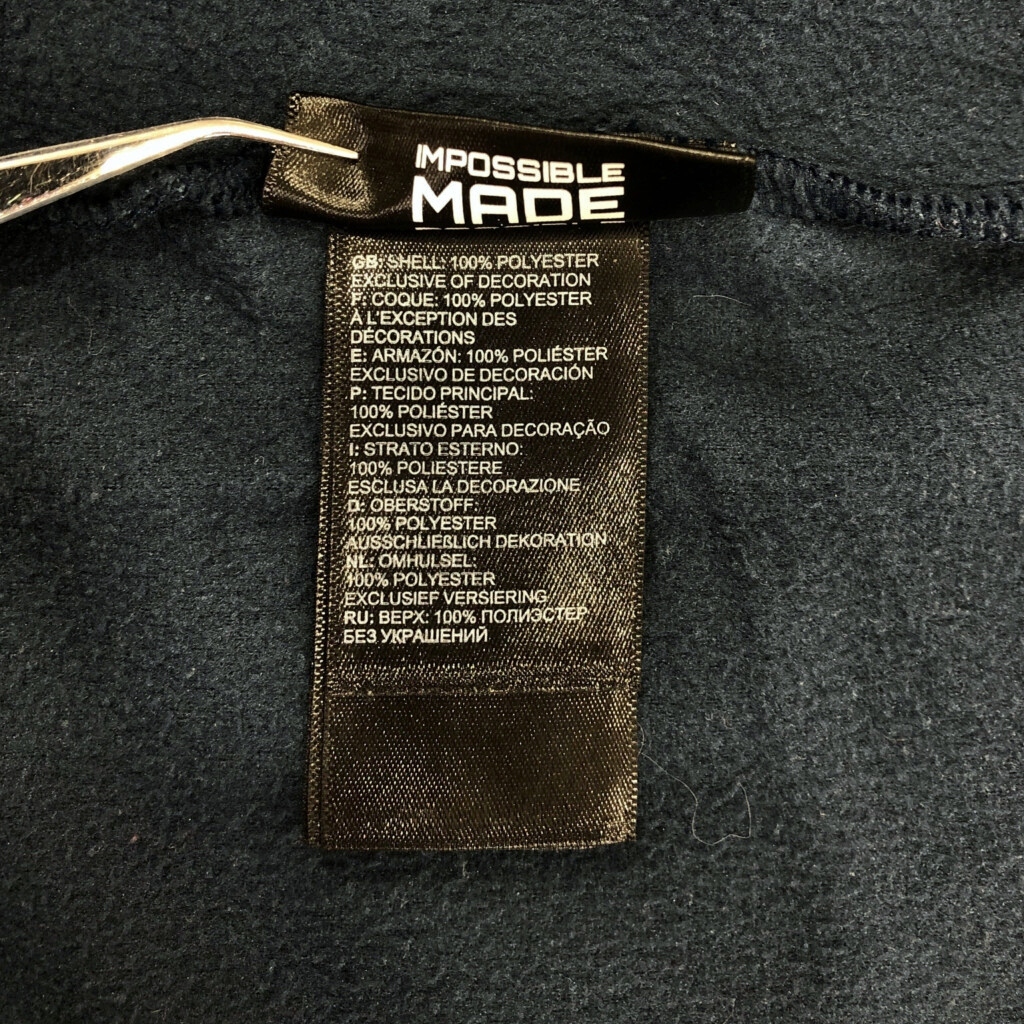 IMPOSSIBLE
MADE
GB: SHELL: 100% POLYESTER
EXCLUSIVE OF DECORATION
F: COQUE: 100% POLYESTER
À L'EXCEPTION DES
DÉCORATIONS
E: ARMAZÓN: 100% POLIÉSTER
EXCLUSIVO DE DECORACIÓN
P: TECIDO PRINCIPAL:
100% POLIÉSTER
EXCLUSIVO PARA DECORAÇÃO
I: STRATO ESTERNO:
100% POLIESTERE
ESCLUSA LA DECORAZIONE
D: OBERSTOFF:
100% POLYESTER
AUSSCHLIEßLICH DEKORATION
NL: OMHULSEL:
100% POLYESTER
EXCLUSIEF VERSIERING
RU: ВЕРХ: 100% ПОЛИЭСТЕР
БЕЗ УКРАШЕНИЙ